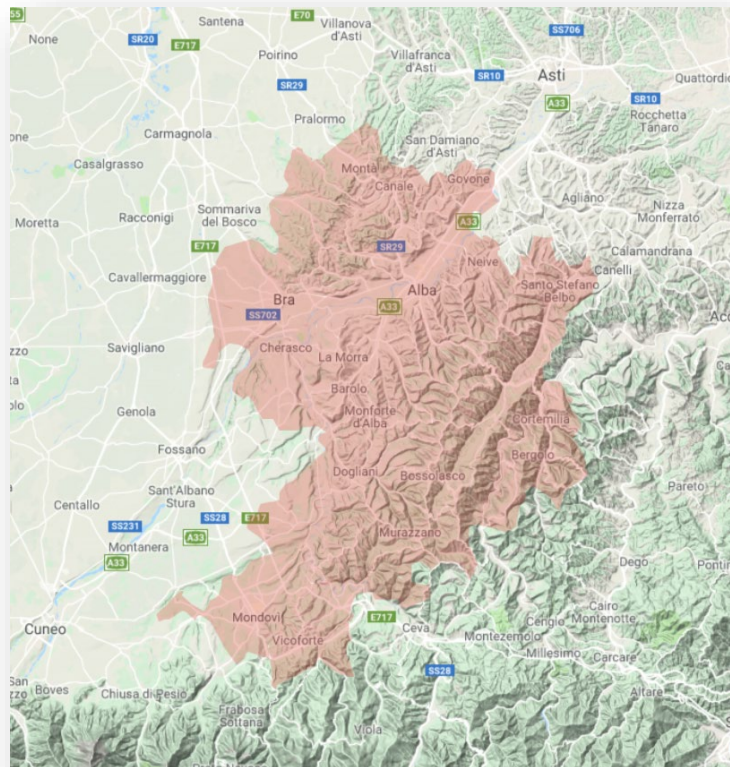 55
Santena
E70
Villanova
d'Asti
None
SR20
E717
SS706
Poirino
Villafranca
d'Asti
SR10
Asti
Quattordio
SR29
A33
SR10
Pralormo
Rocchetta
Tanaro
Carmagnola
San Damiano
d'Asti
Casalgrasso
Montà
Canale
Govone
Agliano
Nizza
Monferrato
Moretta
Racconigi
Sommariva
del Bosco
A33
E717
SR29
Calamandrana
Neive
Canelli
Cavallermaggiore
Santo Stefano
Belbo
Bra
Alba
A33
SS702
Savigliano
Cherasco
La Morra
Barolo
Genola
Monforte
d'Alba
Cortemilia
Fossano
Bergolo
Dogliani
Bossolasco
Sant'Albano
Stura
Pareto
Centallo
SS28
E717
SS231
Murazzano
A33
Montanera
A33
Dego
Mondovì
E717
Cairo
Montenotte
Cuneo
Ceva
Cengio
Vicoforte
Montezemolo
Millesimo
Carcare
SS28
Boves
Chiusa di Pesio
Altare
Frabosa
Sottana
Viola